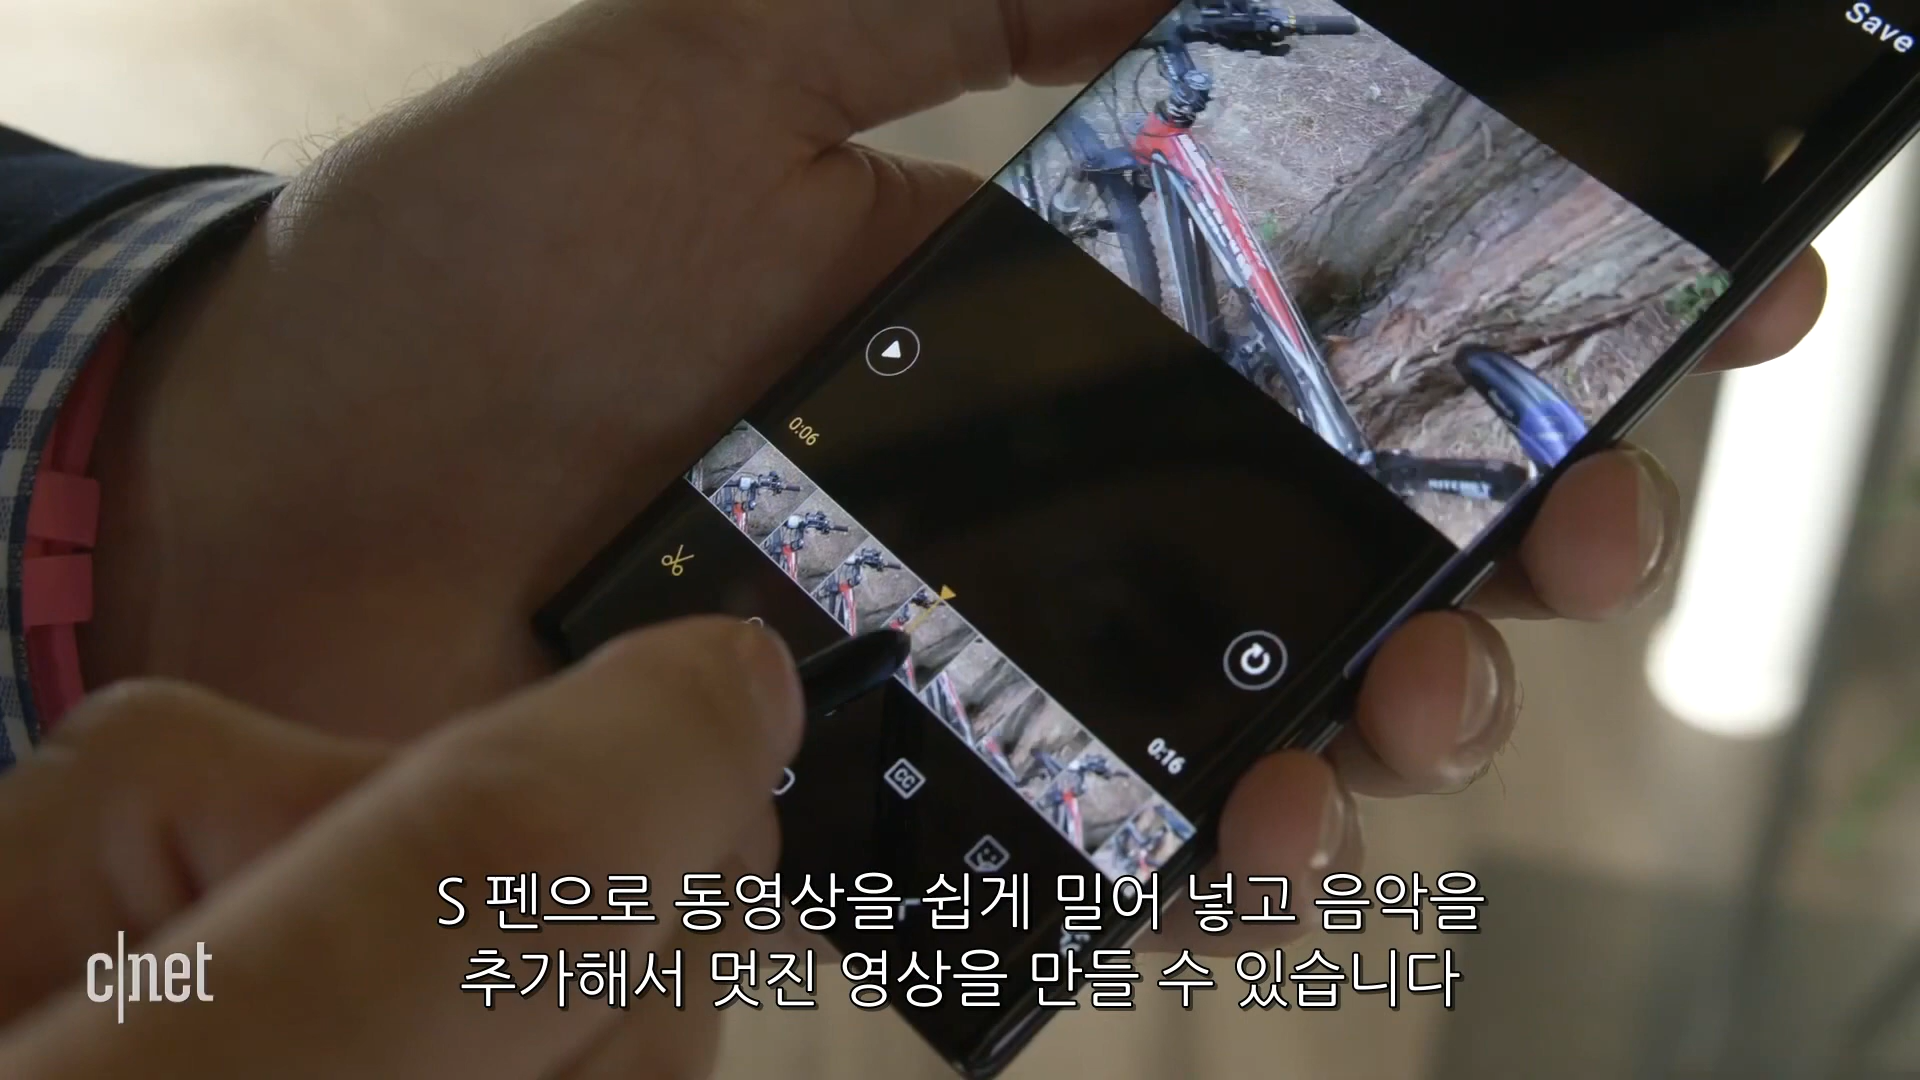 Save
0:06
0:16
CC
S 펜으로 동영상을 쉽게 밀어 넣고 음악을
추가해서 멋진 영상을 만들 수 있습니다
c|net